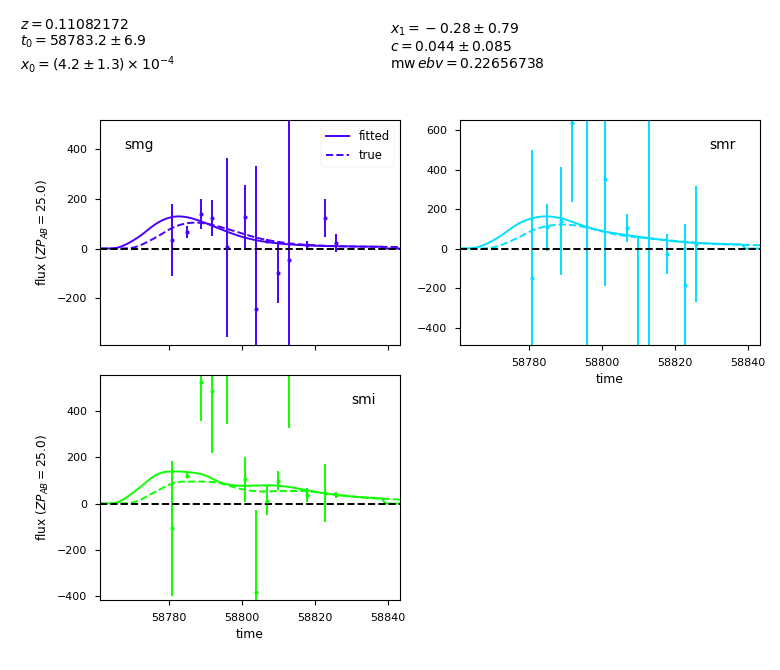 z = 0.11082172
t₀ = 58783.2 ± 6.9
x₀ = (4.2 ± 1.3) × 10⁻⁴
x₁ = −0.28 ± 0.79
c = 0.044 ± 0.085
mw ebv = 0.22656738
smg
fitted
true
400
200
0
−200
flux (ZP_AB = 25.0)
smr
600
400
200
0
−200
−400
58780 58800 58820 58840
time
smi
400
200
0
−200
−400
flux (ZP_AB = 25.0)
58780 58800 58820 58840
time